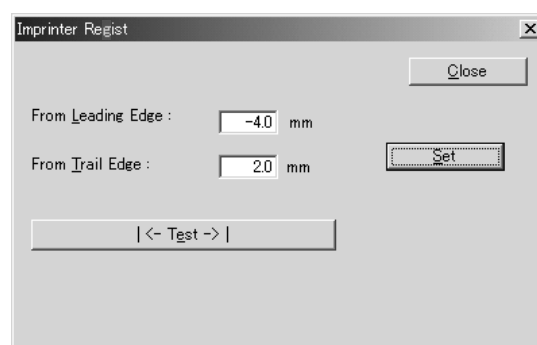 Imprinter Regist
Close
From Leading Edge : -4.0 mm
Set
From Trail Edge : 2.0 mm
|<- Test ->|